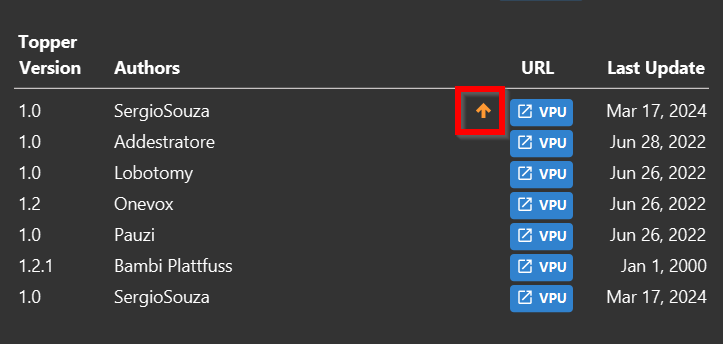 Topper Version Authors URL Last Update
1.0 SergioSouza VPU Mar 17, 2024
1.0 Addestratore VPU Jun 28, 2022
1.0 Lobotomy VPU Jun 26, 2022
1.2 Onevox VPU Jun 26, 2022
1.0 Pauzi VPU Jun 26, 2022
1.2.1 Bambi Plattfuss VPU Jan 1, 2000
1.0 SergioSouza VPU Mar 17, 2024